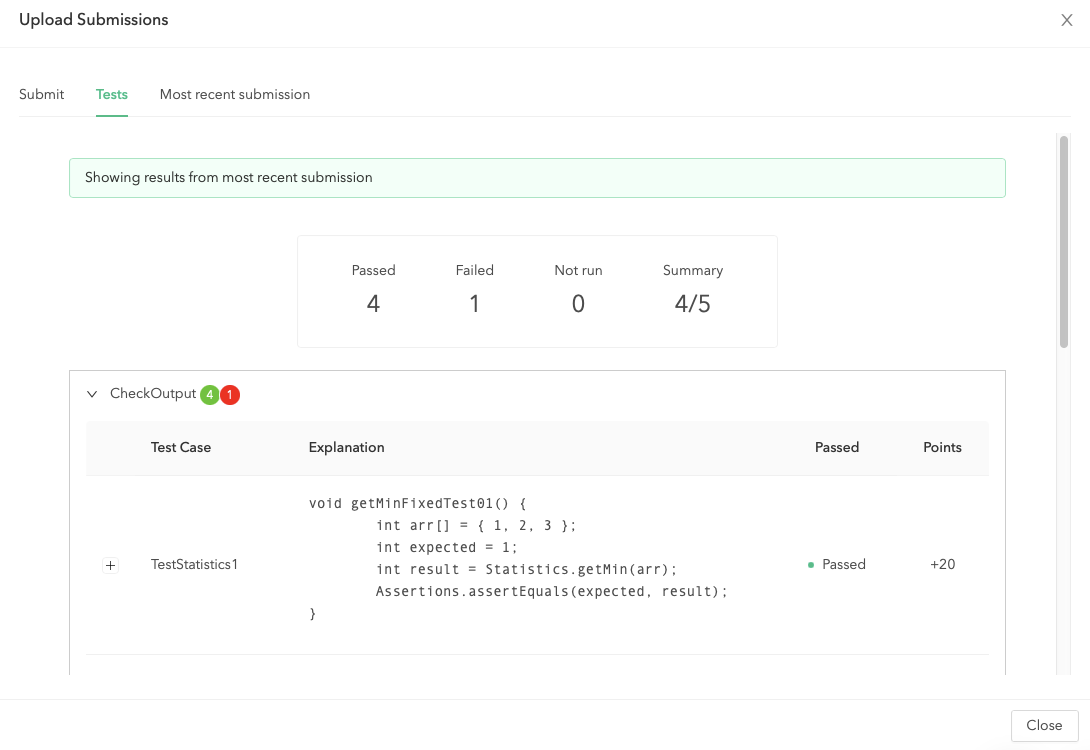 Upload Submissions
Submit Tests Most recent submission
Showing results from most recent submission
Passed Failed Not run Summary
4 1 0 4/5
CheckOutput 4 1
Test Case Explanation Passed Points
void getMinFixedTest01() {
int arr[] = { 1, 2, 3 };
int expected = 1;
TestStatistics1 int result = Statistics.getMin(arr); Passed +20
Assertions.assertEquals(expected, result);
}
Close